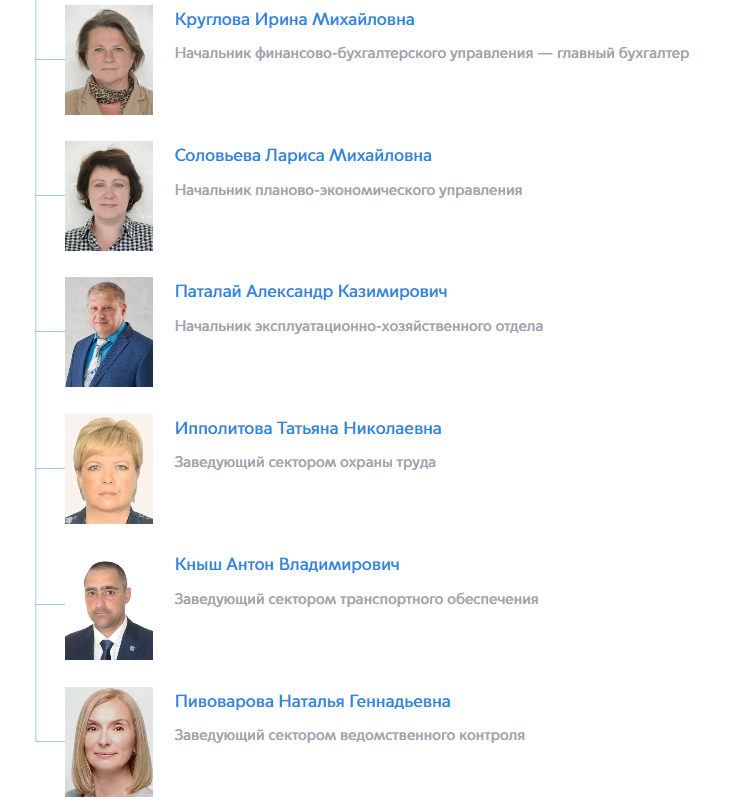 Круглова Ирина Михайловна
Начальник финансово-бухгалтерского управления — главный бухгалтер
Соловьева Лариса Михайловна
Начальник планово-экономического управления
Паталай Александр Казимирович
Начальник эксплуатационно-хозяйственного отдела
Ипполитова Татьяна Николаевна
Заведующий сектором охраны труда
Кныш Антон Владимирович
Заведующий сектором транспортного обеспечения
Пивоварова Наталья Геннадьевна
Заведующий сектором ведомственного контроля